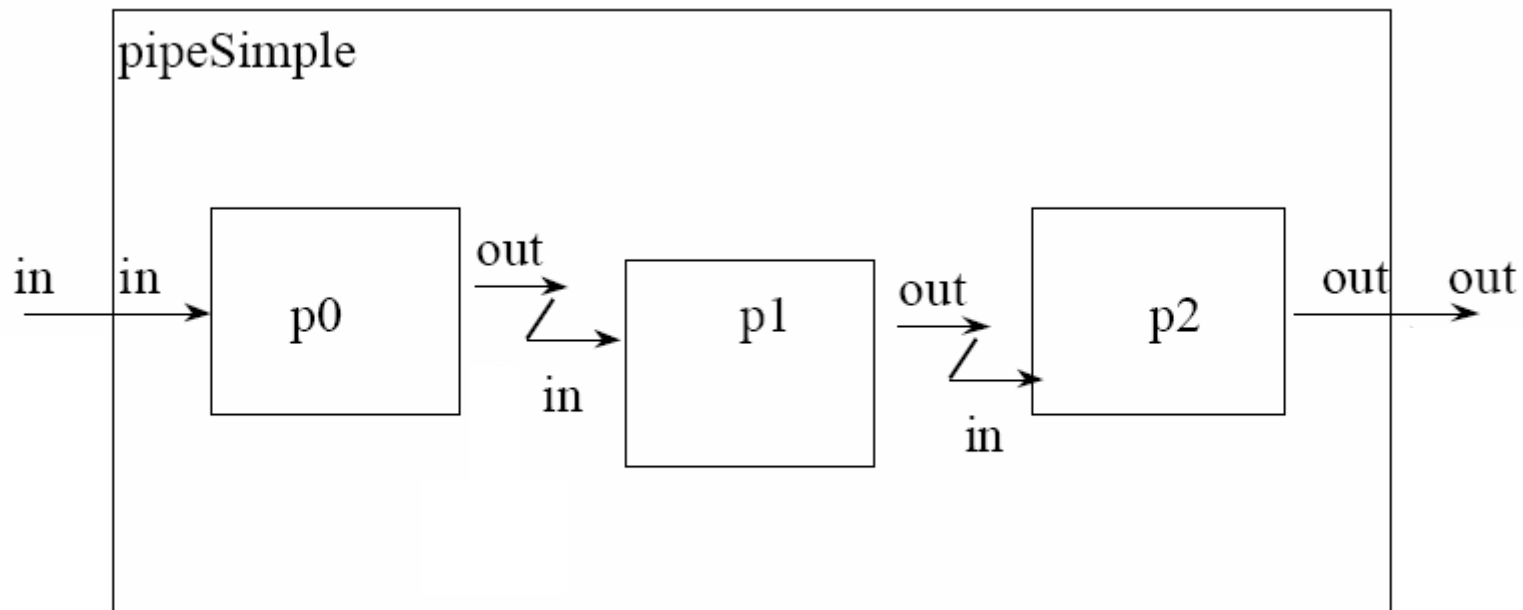 pipeSimple
in in
p0
out
in
p1
out
in
p2
out out